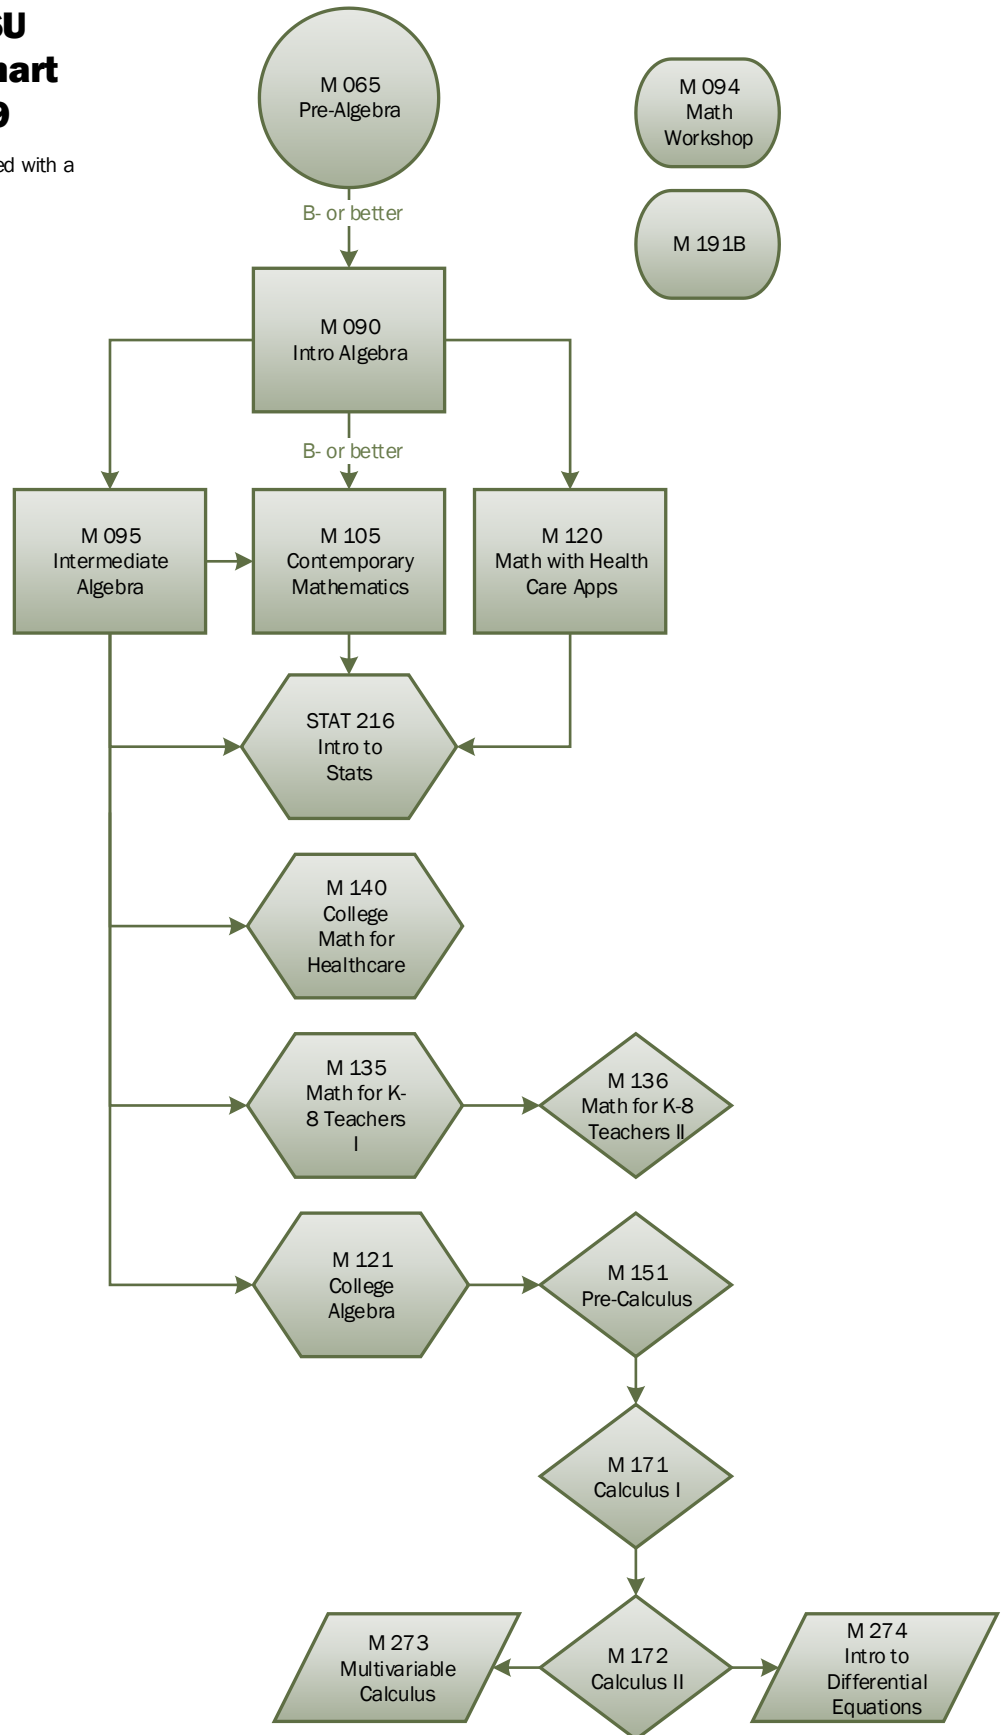 SU
hart
9
ed with a
M 065
Pre-Algebra
M 094
Math
Workshop
B- or better
M 191B
M 090
Intro Algebra
B- or better
M 095
Intermediate
Algebra
M 105
Contemporary
Mathematics
M 120
Math with Health
Care Apps
STAT 216
Intro to
Stats
M 140
College
Math for
Healthcare
M 135
Math for K-
8 Teachers
I
M 136
Math for K-8
Teachers II
M 121
College
Algebra
M 151
Pre-Calculus
M 171
Calculus I
M 273
Multivariable
Calculus
M 172
Calculus II
M 274
Intro to
Differential
Equations